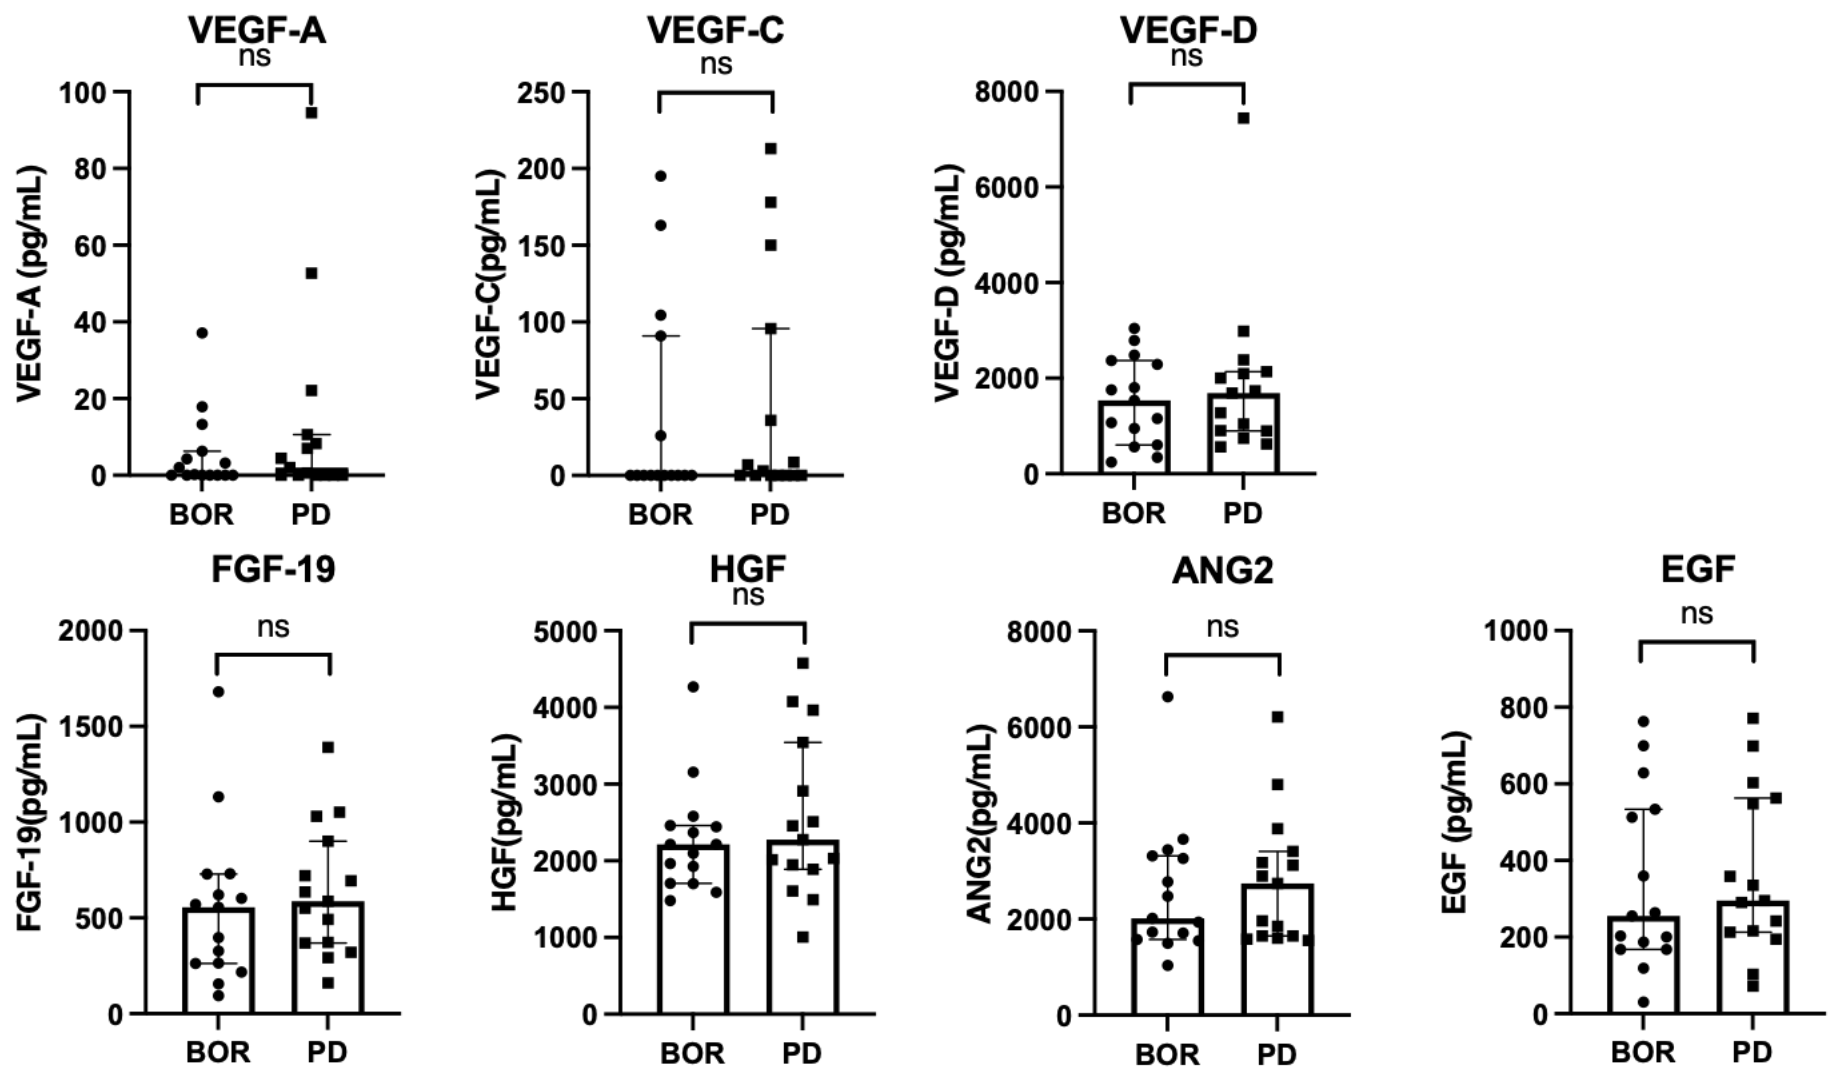 VEGF-A
ns
VEGF-A (pg/mL)
100
80
60
40
20
0
BOR PD
VEGF-C
ns
VEGF-C(pg/mL)
250
200
150
100
50
0
BOR PD
VEGF-D
ns
VEGF-D (pg/mL)
8000
6000
4000
2000
0
BOR PD
FGF-19
ns
FGF-19(pg/mL)
2000
1500
1000
500
0
BOR PD
HGF
ns
HGF(pg/mL)
5000
4000
3000
2000
1000
0
BOR PD
ANG2
ns
ANG2(pg/mL)
8000
6000
4000
2000
0
BOR PD
EGF
ns
EGF (pg/mL)
1000
800
600
400
200
0
BOR PD